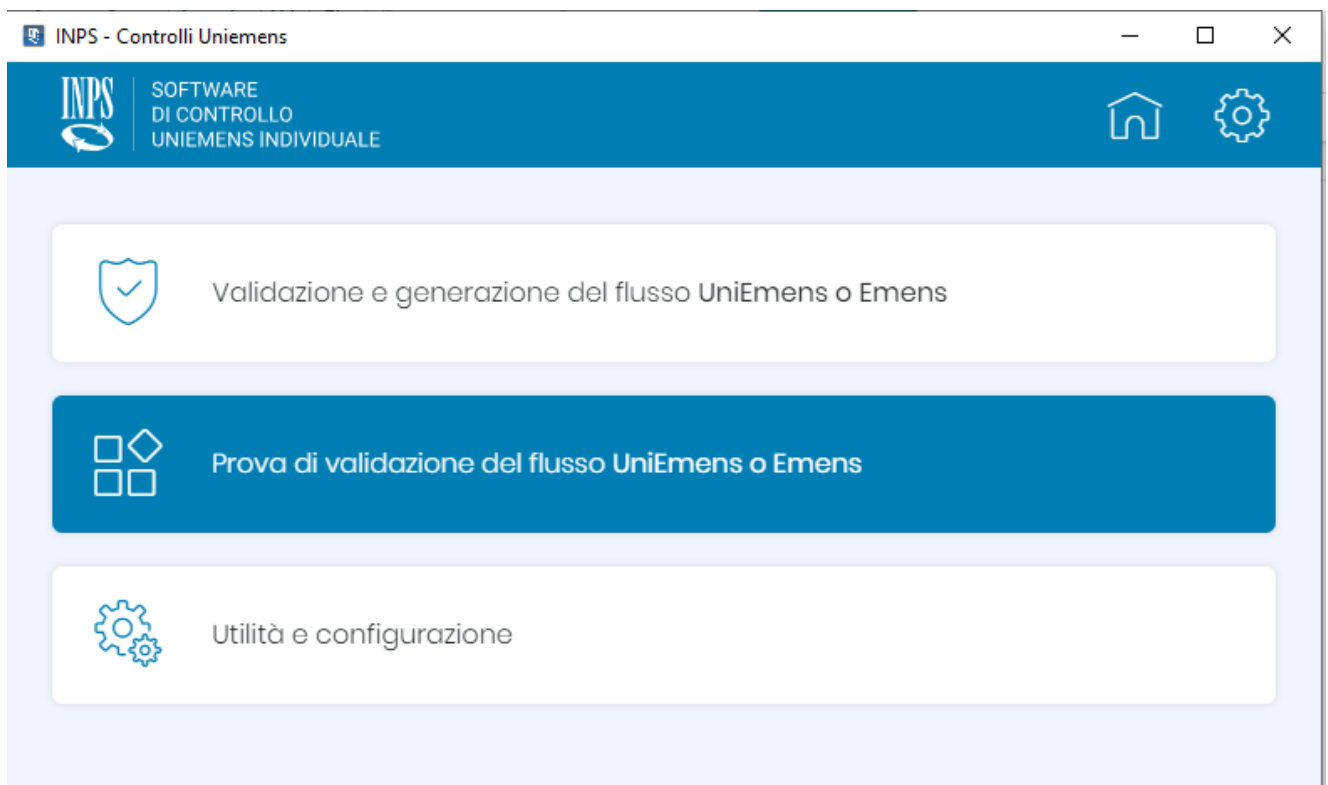 INPS - Controlli Uniemens
INPS
SOFTWARE
DI CONTROLLO
UNIEMENS INDIVIDUALE
Validazione e generazione del flusso UniEmens o Emens
Prova di validazione del flusso UniEmens o Emens
Utilità e configurazione